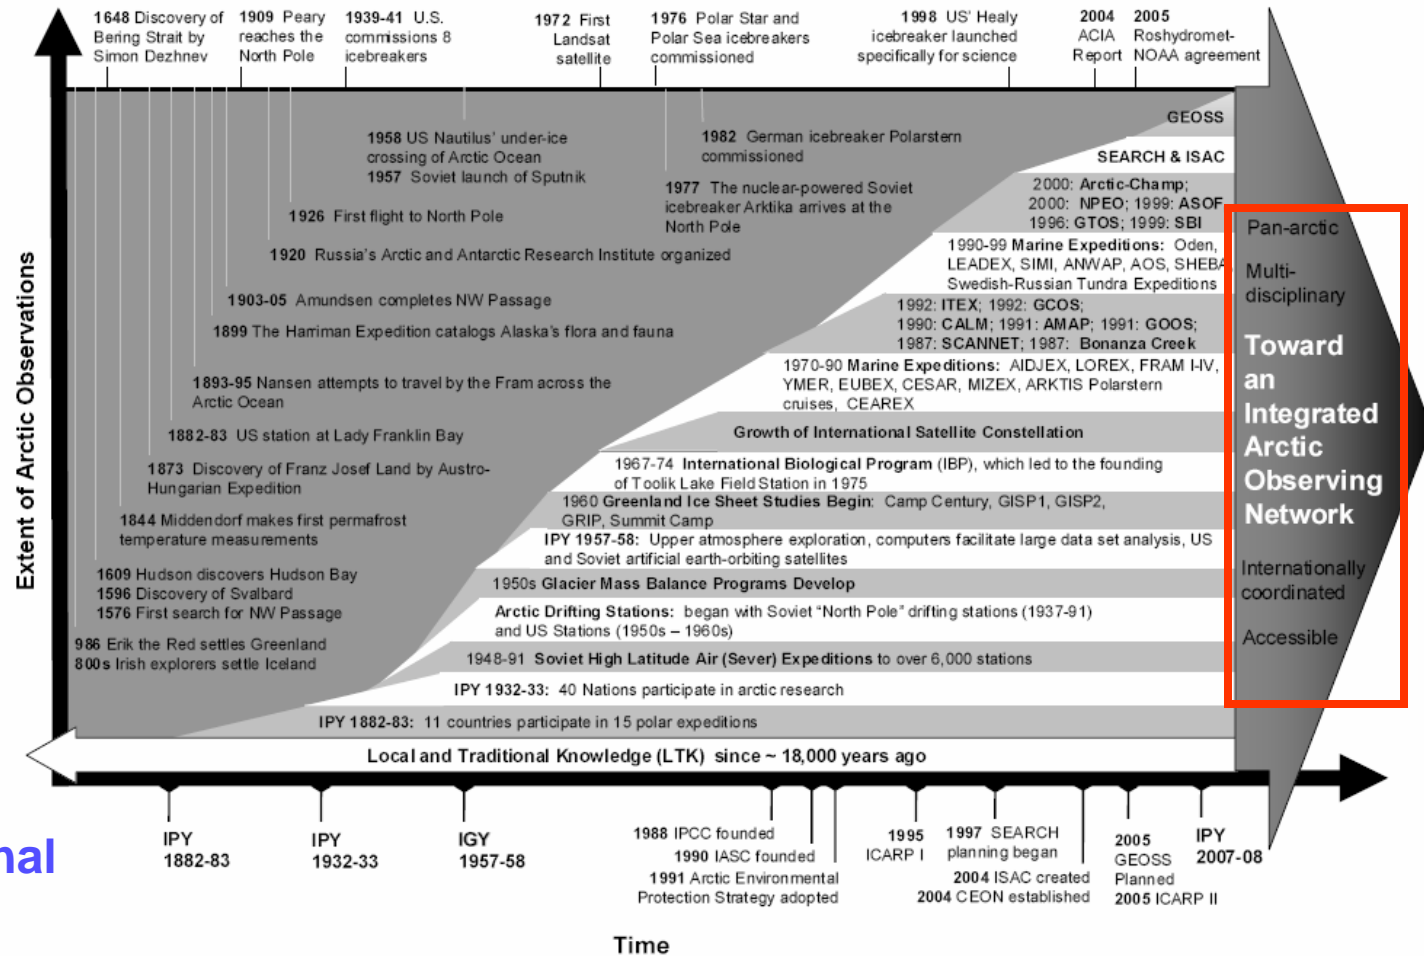 1648 Discovery of
Bering Strait by
Simon Dezhnev
1909 Peary
reaches the
North Pole
1939-41 U.S.
commissions 8
icebreakers
1972 First
Landsat
satellite
1976 Polar Star and
Polar Sea icebreakers
commissioned
1998 US' Healy
icebreaker launched
specifically for science
2004
ACIA
Report
2005
Roshydromet-
NOAA agreement
Extent of Arctic Observations
1958 US Nautilus' under-ice
crossing of Arctic Ocean
1957 Soviet launch of Sputnik
1982 German icebreaker Polarstern
commissioned
1977 The nuclear-powered Soviet
icebreaker Arktika arrives at the
North Pole
1926 First flight to North Pole
1920 Russia's Arctic and Antarctic Research Institute organized
1903-05 Amundsen completes NW Passage
1899 The Harriman Expedition catalogs Alaska's flora and fauna
1893-95 Nansen attempts to travel by the Fram across the
Arctic Ocean
1882-83 US station at Lady Franklin Bay
1873 Discovery of Franz Josef Land by Austro-
Hungarian Expedition
1844 Middendorf makes first permafrost
temperature measurements
1609 Hudson discovers Hudson Bay
1596 Discovery of Svalbard
1576 First search for NW Passage
986 Erik the Red settles Greenland
800s Irish explorers settle Iceland
GEOSS
SEARCH & ISAC
2000: Arctic-Champ;
2000: NPEO; 1999: ASOF
1996: GTOS; 1999: SBI
1990-99 Marine Expeditions: Oden,
LEADEX, SIMI, ANWAP, AOS, SHEBA,
Swedish-Russian Tundra Expeditions
1992: ITEX; 1992: GCOS;
1990: CALM; 1991: AMAP; 1991: GOOS;
1987: SCANNET; 1987: Bonanza Creek
1970-90 Marine Expeditions: AIDJEX, LOREX, FRAM I-IV,
YMER, EUBEX, CESAR, MIZEX, ARKTIS Polarstern
cruises, CEAREX
Growth of International Satellite Constellation
1967-74 International Biological Program (IBP), which led to the founding
of Toolik Lake Field Station in 1975
1960 Greenland Ice Sheet Studies Begin: Camp Century, GISP1, GISP2,
GRIP, Summit Camp
IPY 1957-58: Upper atmosphere exploration, computers facilitate large data set analysis, US
and Soviet artificial earth-orbiting satellites
1950s Glacier Mass Balance Programs Develop
Arctic Drifting Stations: began with Soviet "North Pole" drifting stations (1937-91)
and US Stations (1950s – 1960s)
1948-91 Soviet High Latitude Air (Sever) Expeditions to over 6,000 stations
IPY 1932-33: 40 Nations participate in arctic research
IPY 1882-83: 11 countries participate in 15 polar expeditions
Local and Traditional Knowledge (LTK) since ~ 18,000 years ago
Pan-arctic
Multi-
disciplinary
Toward
an
Integrated
Arctic
Observing
Network
Internationally
coordinated
Accessible
nal
IPY
1882-83
IPY
1932-33
IGY
1957-58
1988 IPCC founded
1990 IASC founded
1991 Arctic Environmental
Protection Strategy adopted
1995
ICARP I
1997 SEARCH
planning began
2004 ISAC created
2004 CEON established
2005
GEOSS
Planned
2005 ICARP II
IPY
2007-08
Time